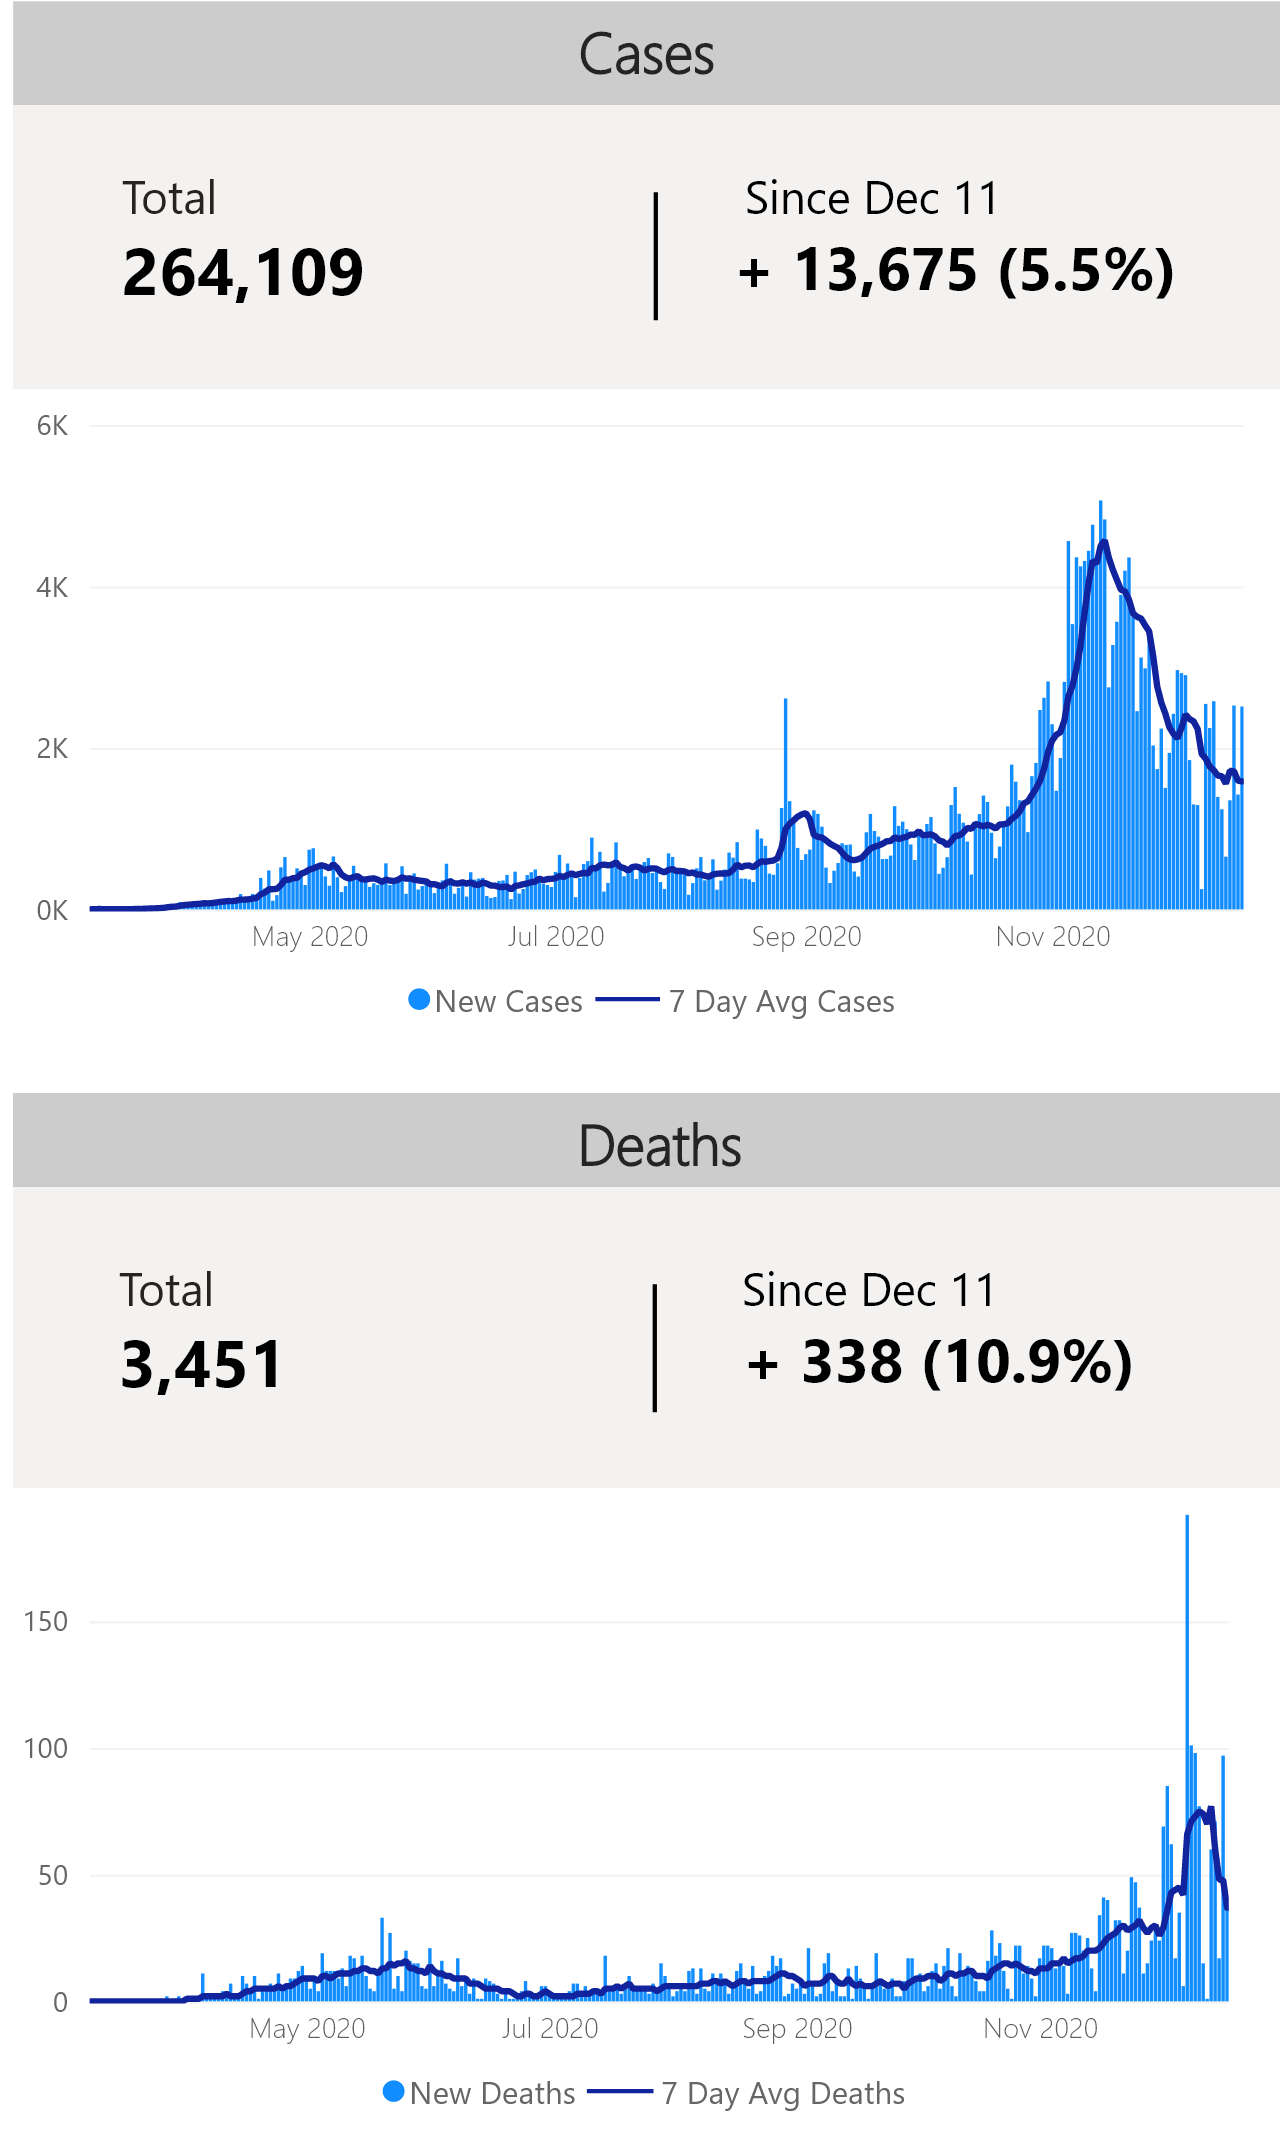 Cases
Total
Since Dec 11
264,109
+ 13,675 (5.5%)
6K
4K
2K
0K
May 2020
Jul 2020
Sep 2020
Nov 2020
New Cases
7 Day Avg Cases
Deaths
Total
Since Dec 11
3,451
+ 338 (10.9%)
150
100
50
0
May 2020
Jul 2020
Sep 2020
Nov 2020
New Deaths
7 Day Avg Deaths